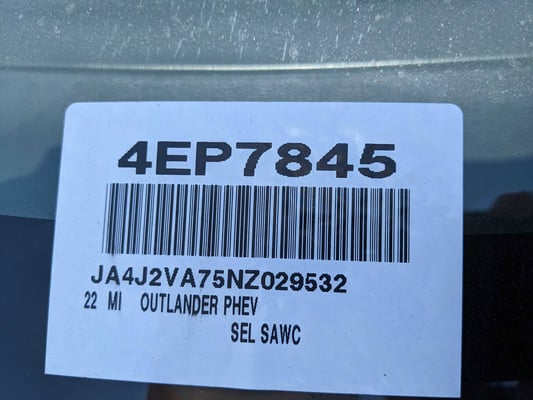 4EP7845
JA4J2VA75NZ029532
22 MI OUTLANDER PHEV
SEL SAWC